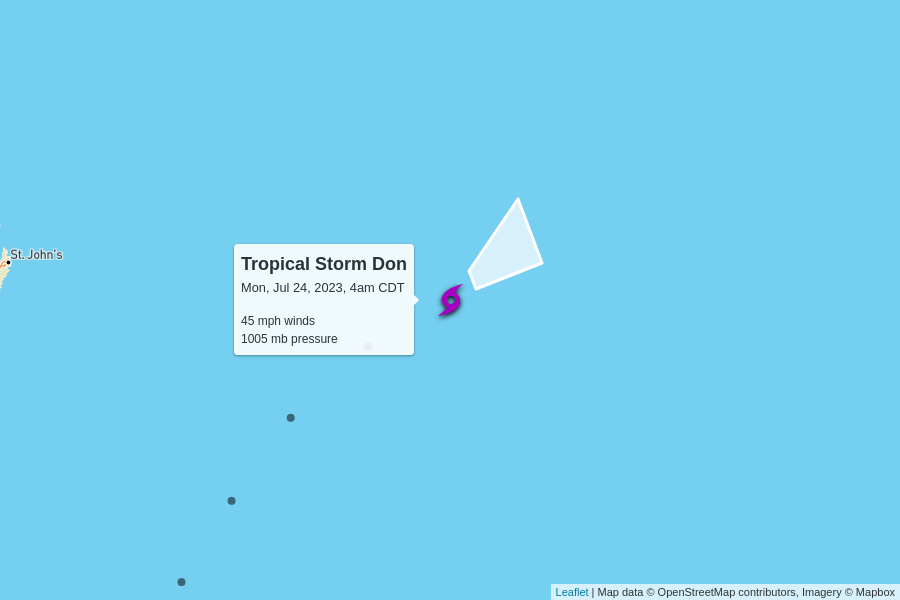 St. John's
Tropical Storm Don
Mon, Jul 24, 2023, 4am CDT
45 mph winds
1005 mb pressure
Leaflet | Map data © OpenStreetMap contributors, Imagery © Mapbox